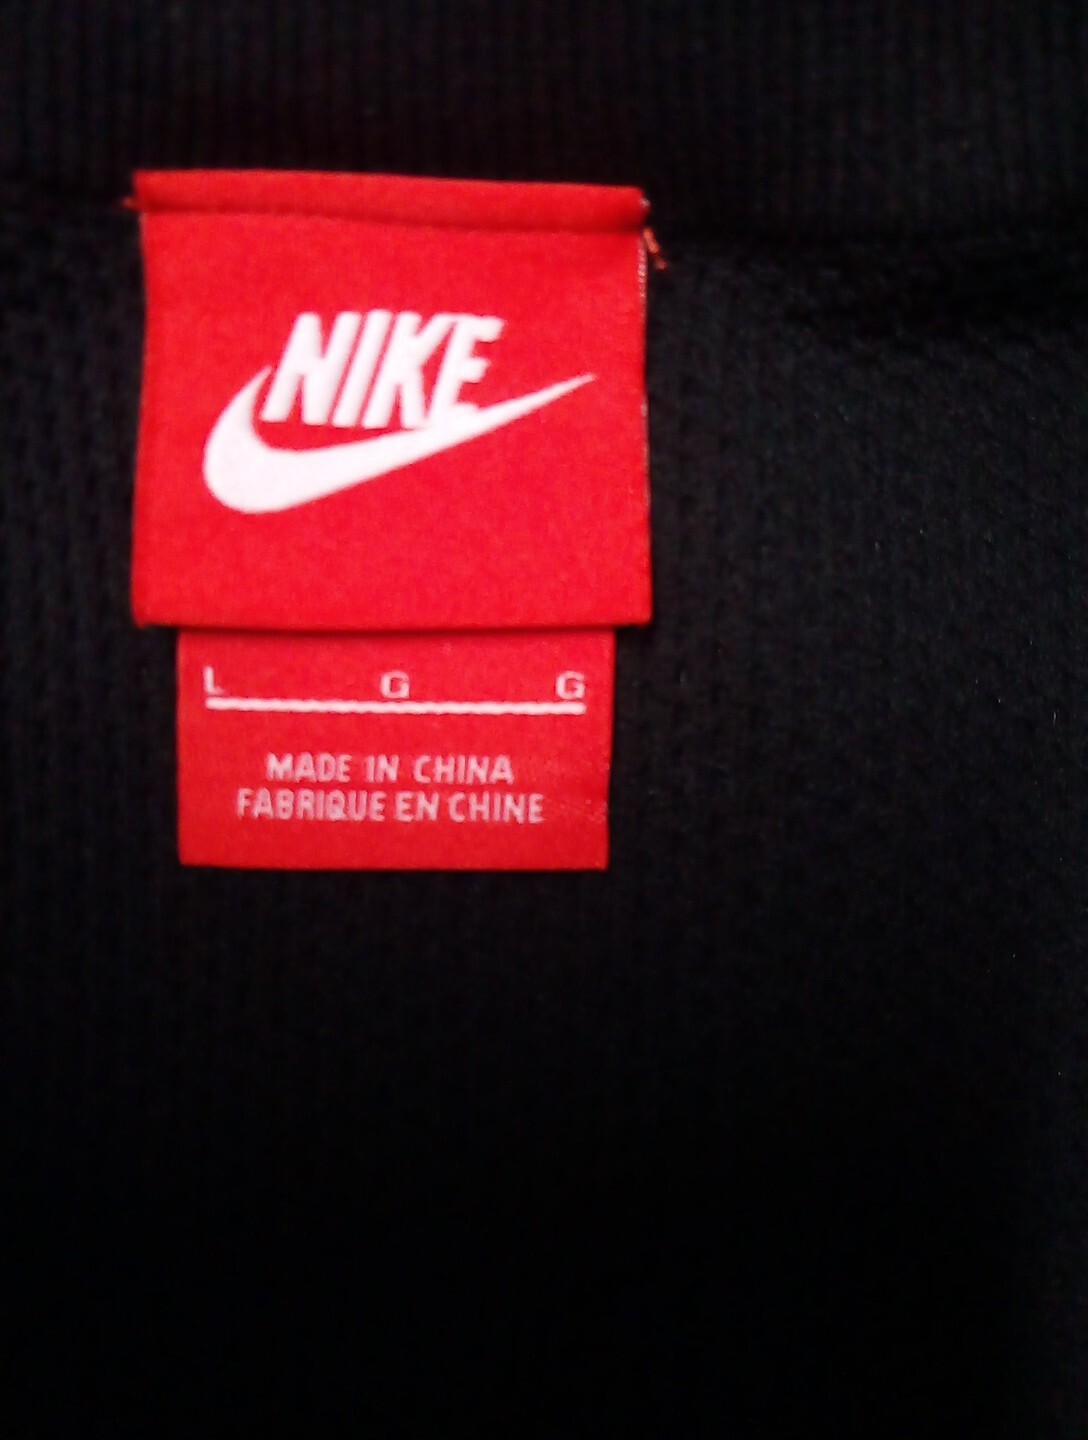 NIKE
L G G
MADE IN CHINA
FABRIQUE EN CHINE